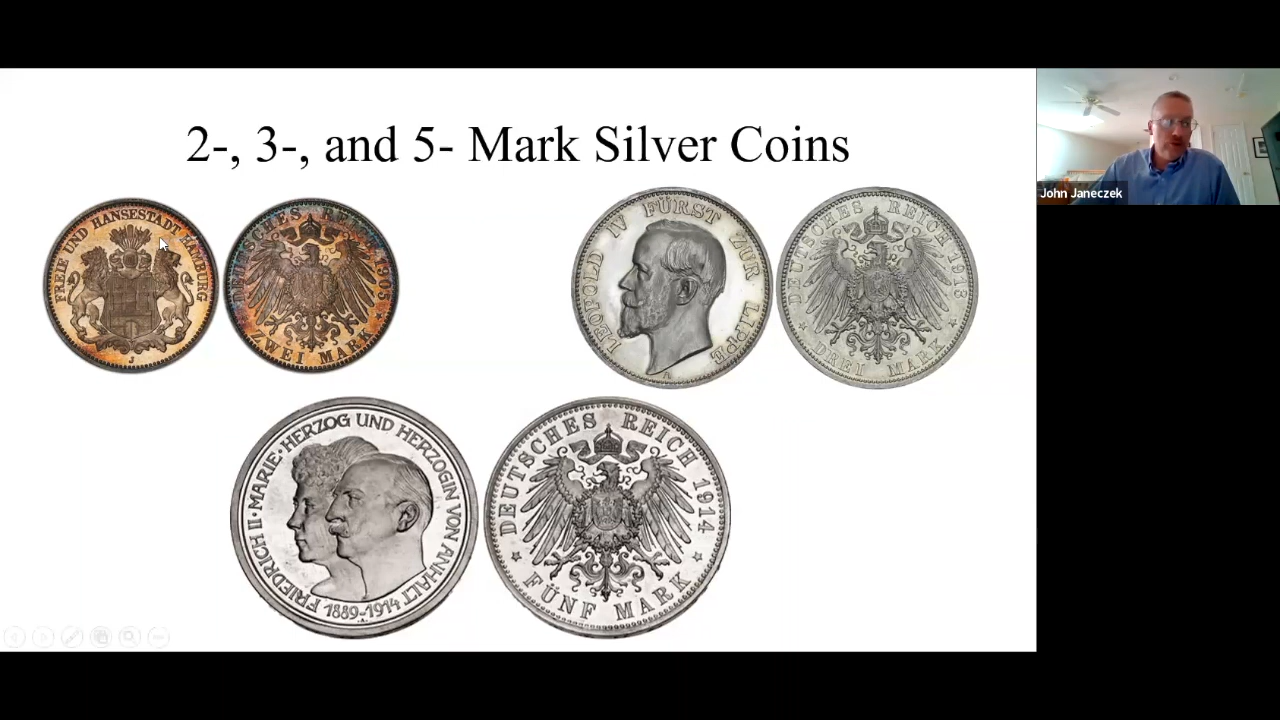 2-, 3-, and 5- Mark Silver Coins
John Janeczek
FREIE UND HANSESTADT HAMBURG
J
DEUTSCHES REICH 1905
ZWEI MARK
LEOPOLD IV FÜRST ZUR LIPPE
A
DEUTSCHES REICH 1913
DREI MARK
FRIEDRICH II·MARIE·HERZOG UND HERZOGIN VON ANHALT
1889-1914
A
DEUTSCHES REICH 1914
FÜNF MARK